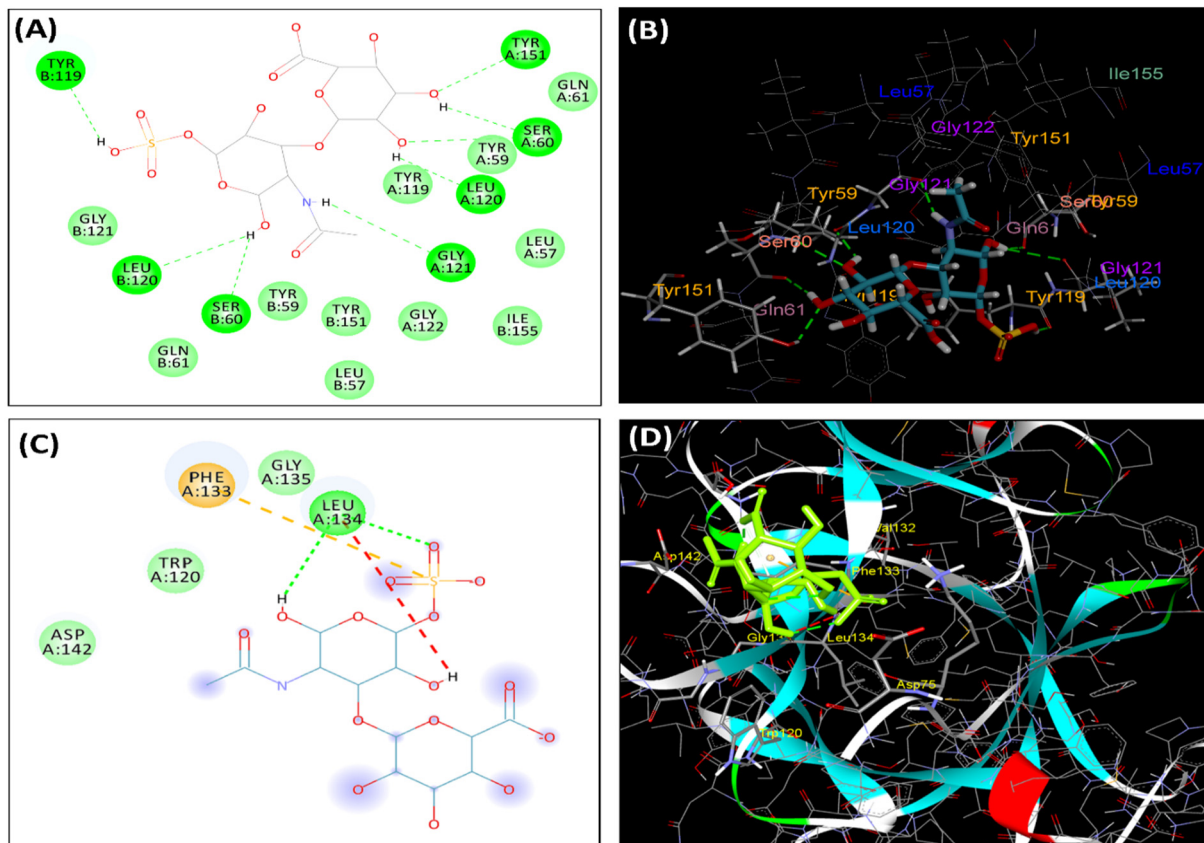 (A)
TYR
B:119
TYR
A:151
GLN
A:61
SER
A:60
TYR
A:59
TYR
A:119
LEU
A:120
GLY
B:121
LEU
A:57
GLY
A:121
LEU
B:120
SER
B:60
TYR
B:59
TYR
B:151
GLY
A:122
ILE
B:155
GLN
B:61
LEU
B:57
O
O
O
O
O
H
O
H
O
O
H
O
S
O
O
O
O
O
O
H
N
H
O
(B)
Ile155
Leu57
Gly122
Tyr151
Leu57
Gly121
Tyr59
Ser60
Tyr59
Leu120
Gln61
Ser60
Gly121
Leu120
Tyr151
Gln61
Tyr119
Tyr119
(C)
PHE
A:133
GLY
A:135
LEU
A:134
TRP
A:120
ASP
A:142
O
O
S
O
H
O
O
O
O
H
O
N
O
O
O
O
O
O
O
(D)
Val132
Asp142
Phe133
Leu134
Asp75
Trp120